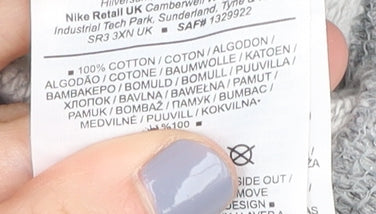 Nike Retail UK Camberwell
Industrial Tech Park, Sunderland, Tyne &
SR3 3XN UK ■ SAF# 1329922
■ 100% COTTON / COTON / ALGODON /
ALGODÃO / COTONE / BAUMWOLLE / KATOEN /
ΒΑΜΒΑΚΕΡΟ / BOMULD / BOMULL / PUUVILLA /
ХЛОПОК / BAVLNA / BAWEŁNA / PAMUT /
PAMUK / BOMBAŽ / ПАМУК / BUMBAC /
MEDVILNĖ / PUUVILL / KOKVILNA
%100 ■
SIDE OUT /
MOVE
DESIGN ■